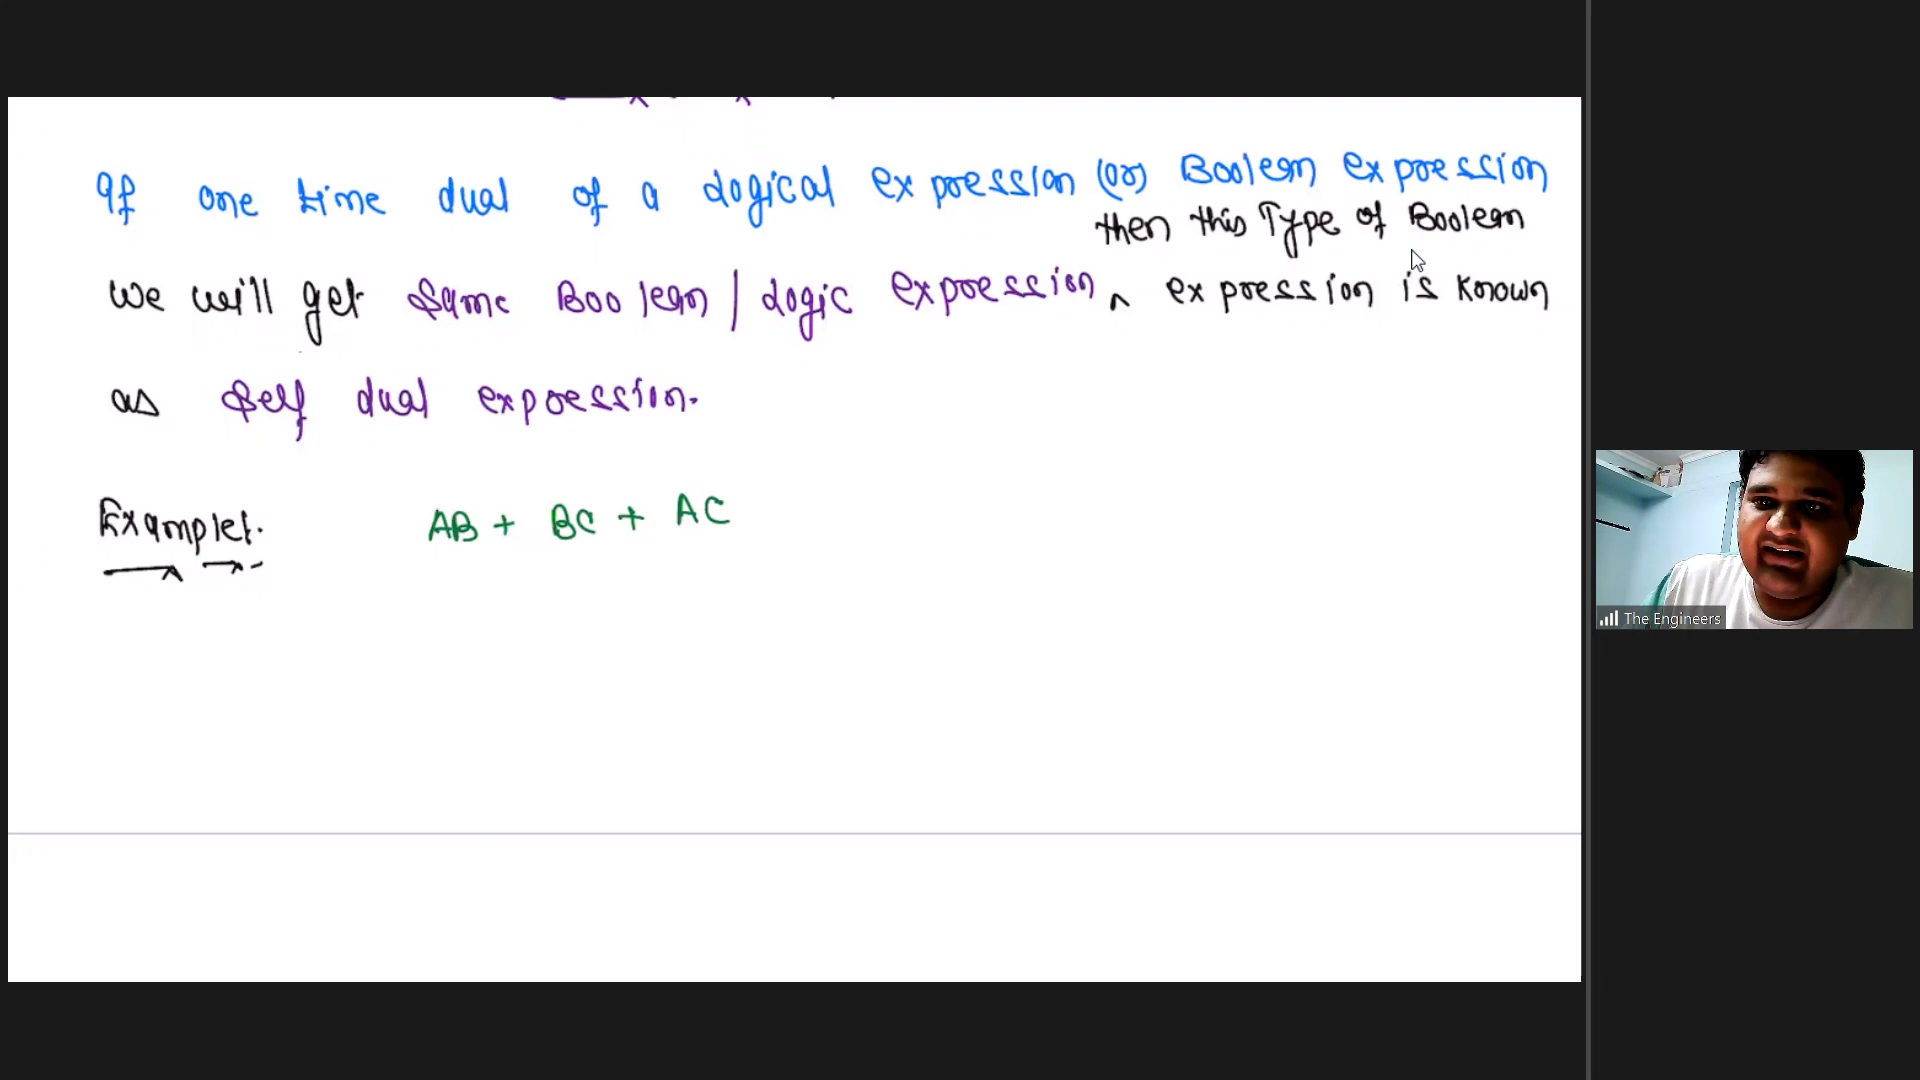 If one time dual of a Logical expression (or) Boolean expression
we will get Same Boolean / Logic expression ^ then this Type of Boolean
expression is known
as Self dual expression.
Example:
AB + BC + AC
The Engineers